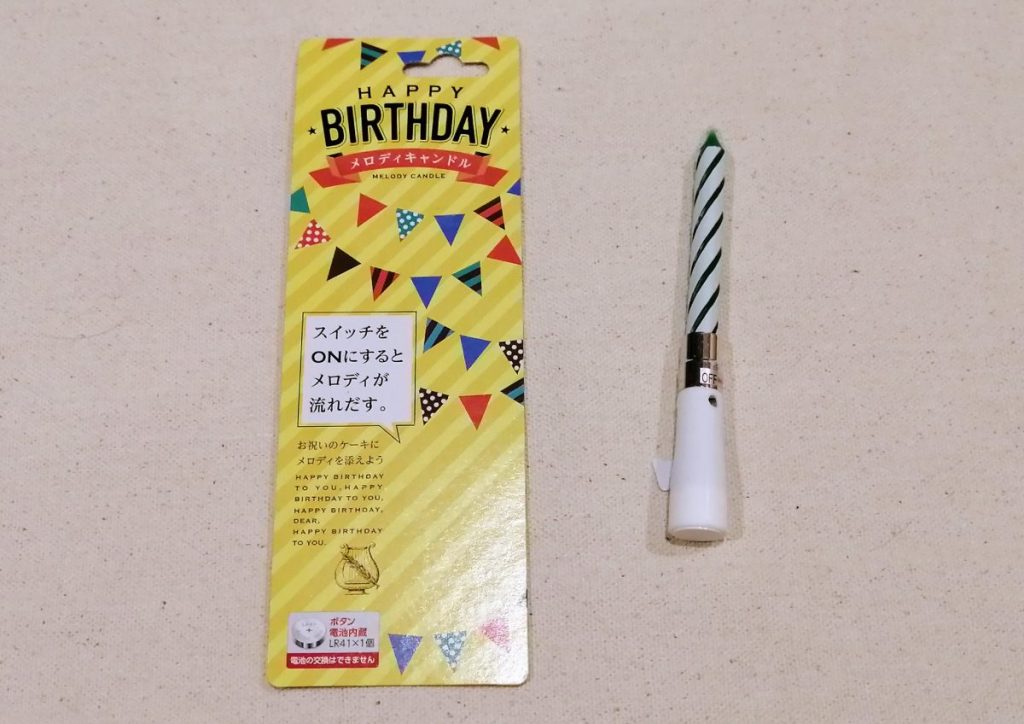 HAPPY
BIRTHDAY
メロディキャンドル
MELODY CANDLE
スイッチを
ONにすると
メロディが
流れだす。
お祝いのケーキに
メロディを添えよう
HAPPY BIRTHDAY
TO YOU, HAPPY
BIRTHDAY TO YOU,
HAPPY BIRTHDAY,
DEAR,
HAPPY BIRTHDAY
TO YOU.
ボタン
電池内蔵
LR41×1個
電池の交換はできません